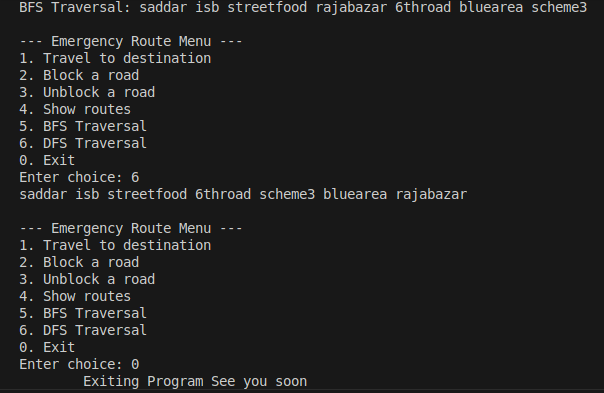 BFS Traversal: saddar isb streetfood rajabazar 6throad bluearea scheme3
--- Emergency Route Menu ---
1. Travel to destination
2. Block a road
3. Unblock a road
4. Show routes
5. BFS Traversal
6. DFS Traversal
0. Exit
Enter choice: 6
saddar isb streetfood 6throad scheme3 bluearea rajabazar
--- Emergency Route Menu ---
1. Travel to destination
2. Block a road
3. Unblock a road
4. Show routes
5. BFS Traversal
6. DFS Traversal
0. Exit
Enter choice: 0
Exiting Program See you soon